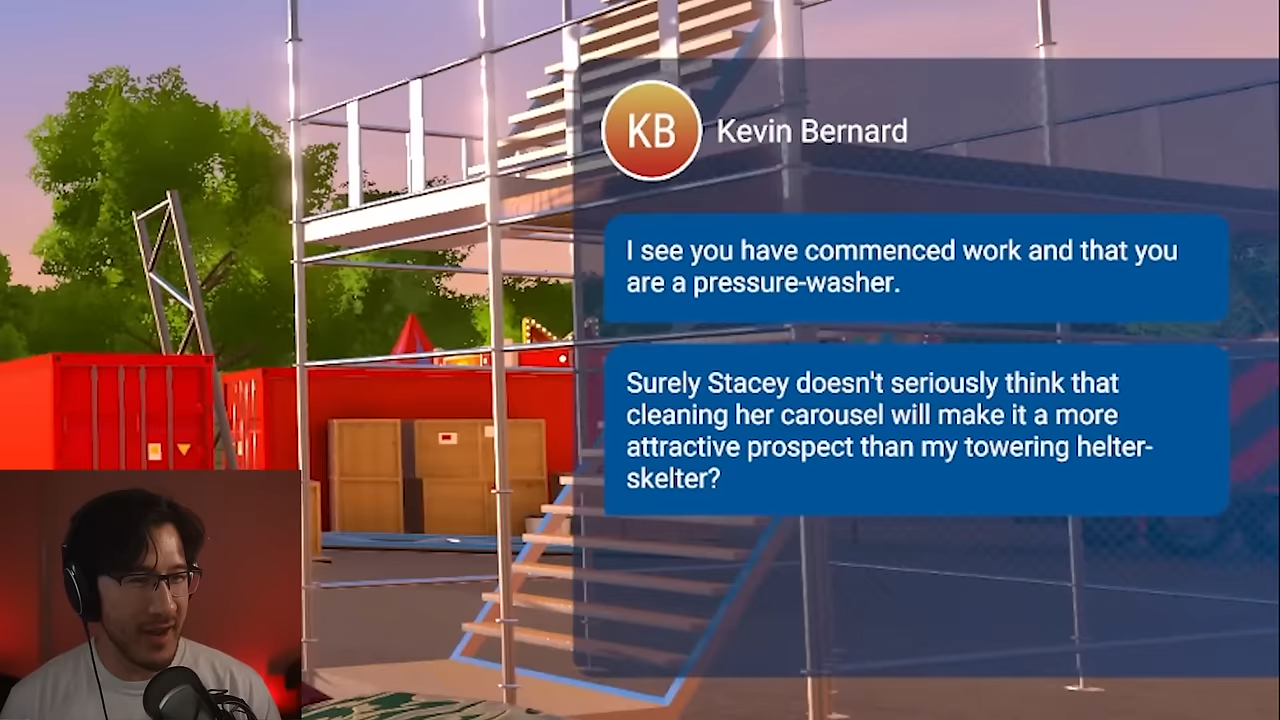 KB
Kevin Bernard
I see you have commenced work and that you
are a pressure-washer.
Surely Stacey doesn't seriously think that
cleaning her carousel will make it a more
attractive prospect than my towering helter-
skelter?